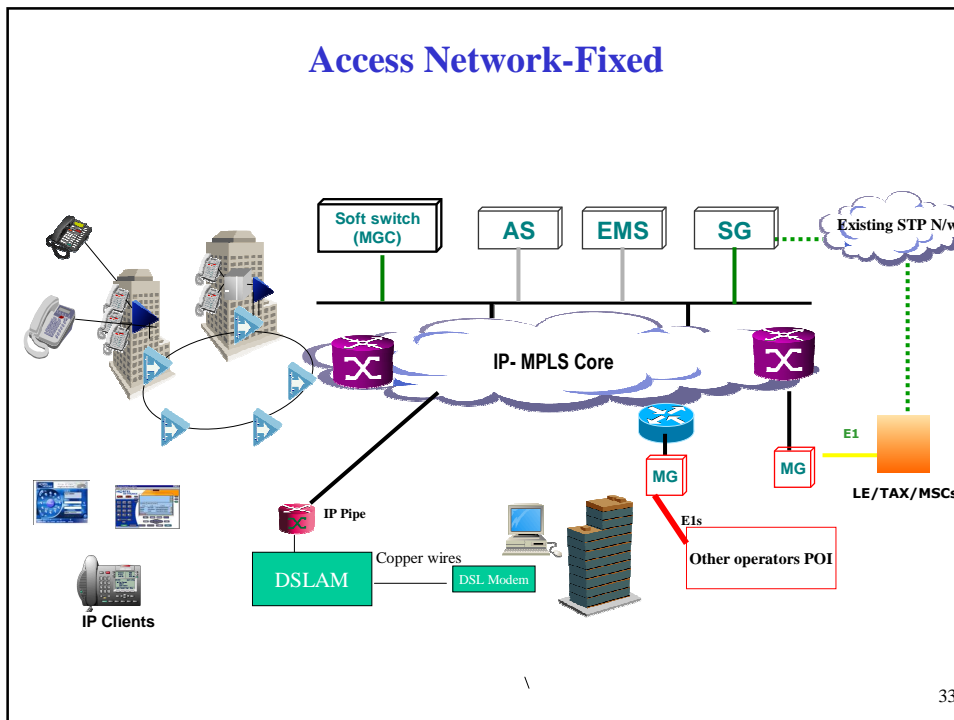 Access Network-Fixed
Soft switch
(MGC)
AS
EMS
SG
Existing STP N/w
IP- MPLS Core
E1
MG
MG
LE/TAX/MSCs
IP Pipe
E1s
Copper wires
Other operators POI
DSLAM
DSL Modem
IP Clients
\
33